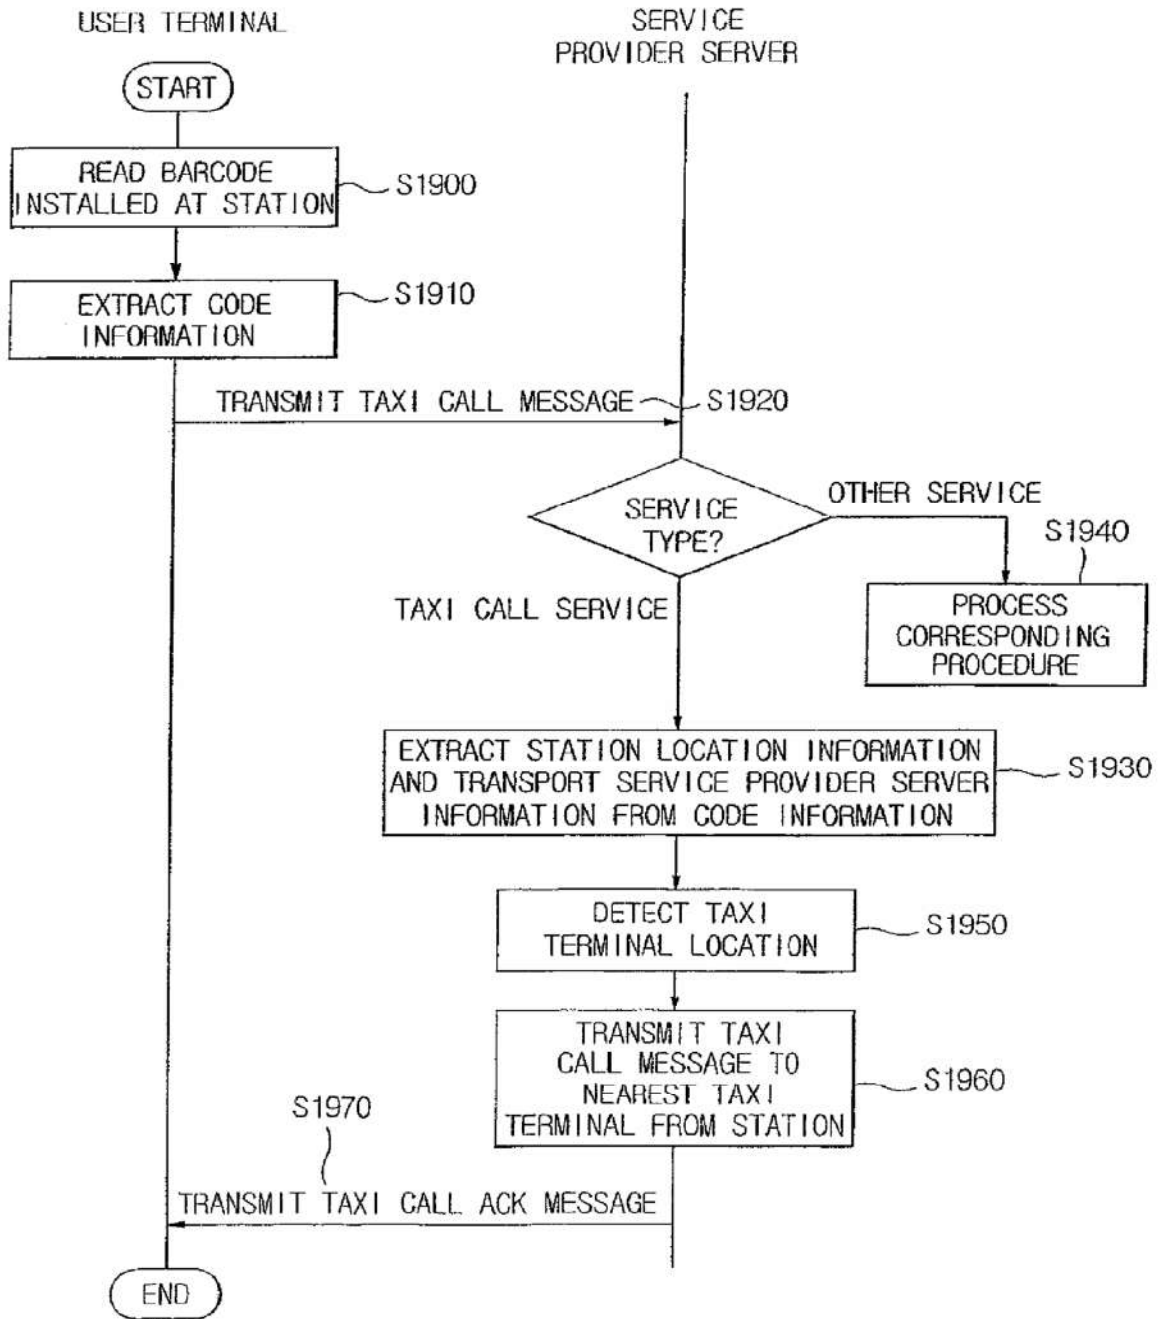 USER TERMINAL
SERVICE
PROVIDER SERVER
START
READ BARCODE
INSTALLED AT STATION
S1900
EXTRACT CODE
INFORMATION
S1910
TRANSMIT TAXI CALL MESSAGE
S1920
SERVICE
TYPE?
OTHER SERVICE
S1940
PROCESS
CORRESPONDING
PROCEDURE
TAXI CALL SERVICE
EXTRACT STATION LOCATION INFORMATION
AND TRANSPORT SERVICE PROVIDER SERVER
INFORMATION FROM CODE INFORMATION
S1930
DETECT TAXI
TERMINAL LOCATION
S1950
TRANSMIT TAXI
CALL MESSAGE TO
NEAREST TAXI
TERMINAL FROM STATION
S1960
S1970
TRANSMIT TAXI CALL ACK MESSAGE
END